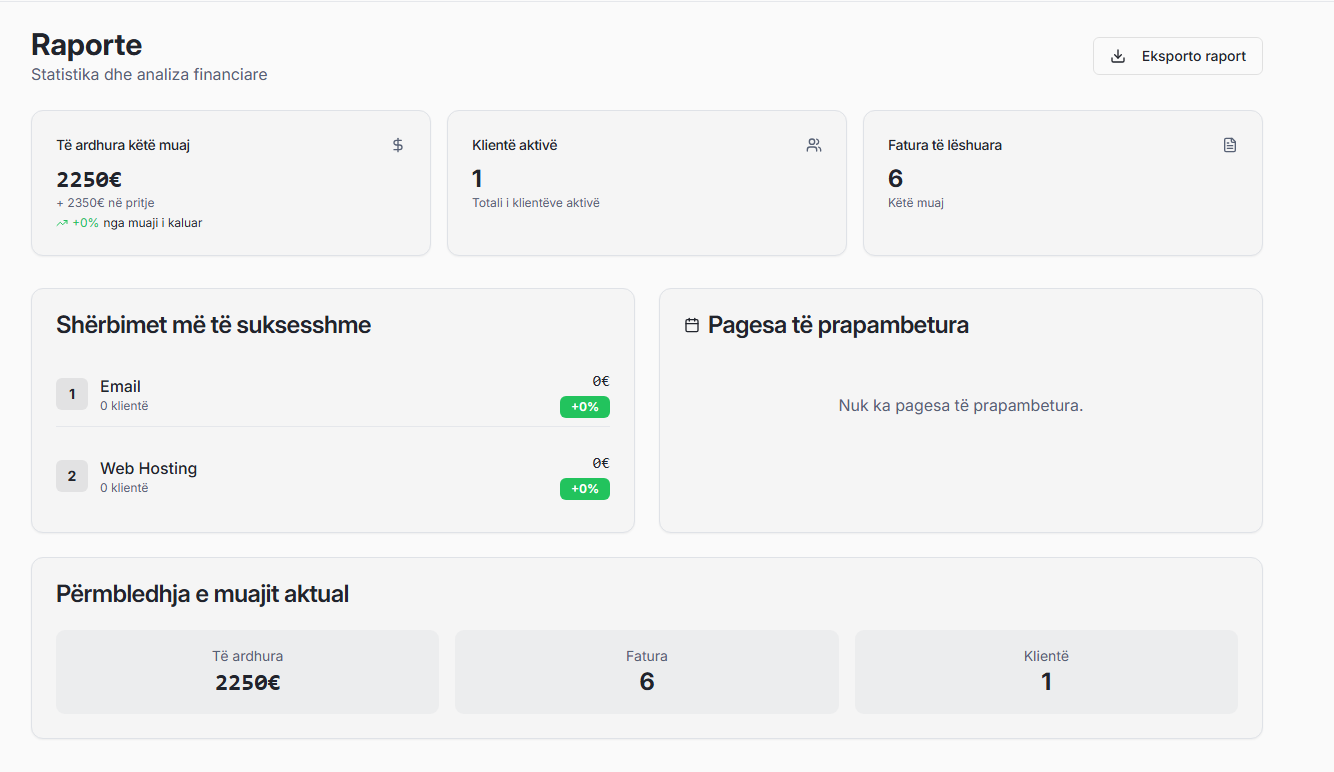 Raporte
Statistika dhe analiza financiare
Eksporto raport
Të ardhura këtë muaj
2250€
+ 2350€ në pritje
+0% nga muaji i kaluar
Klientë aktivë
1
Totali i klientëve aktivë
Fatura të lëshuara
6
Këtë muaj
Shërbimet më të suksesshme
1
Email
0 klientë
0€
+0%
2
Web Hosting
0 klientë
0€
+0%
Pagesa të prapambetura
Nuk ka pagesa të prapambetura.
Përmbledhja e muajit aktual
Të ardhura
2250€
Fatura
6
Klientë
1